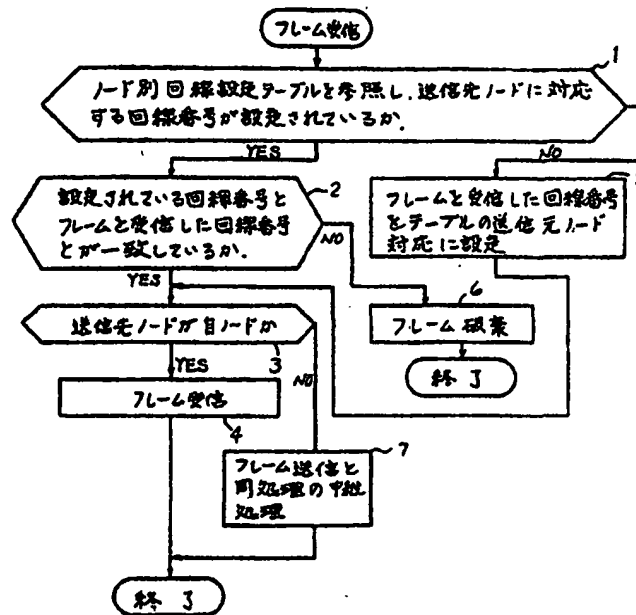 フレーム受信
1
ノード別回線設定テーブルを参照し、送信先ノードに対応
する回線番号が設定されているか.
YES
NO
2
設定されている回線番号と
フレームと受信した回線番号
とが一致しているか.
NO
YES
フレームと受信した回線番号
をテーブルの送信元ノード
対応に設定
6
フレーム破棄
終了
送信先ノードが自ノードか
3
YES
NO
フレーム受信
4
7
フレーム送信と
同処理の中継
処理
終了